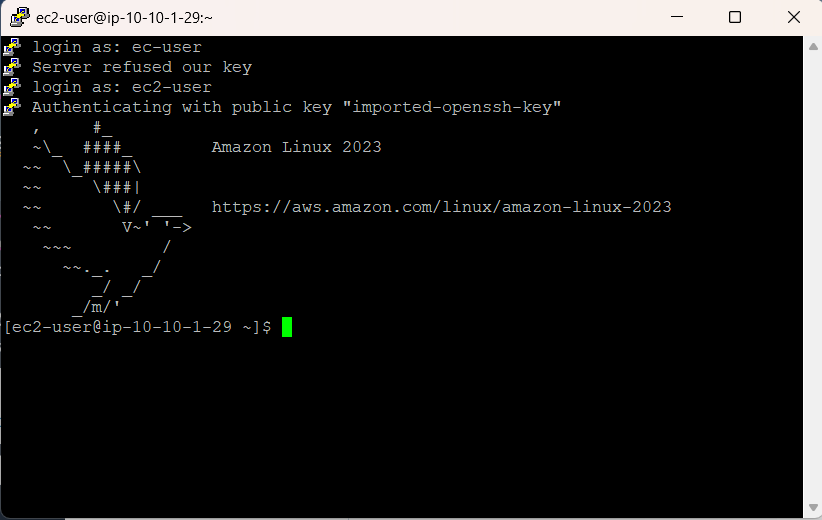 ec2-user@ip-10-10-1-29:~
login as: ec-user
Server refused our key
login as: ec2-user
Authenticating with public key "imported-openssh-key"
   ,     #_
   ~\_  ####_        Amazon Linux 2023
  ~~  \_#####\
  ~~     \###|
  ~~       \#/ ___   https://aws.amazon.com/linux/amazon-linux-2023
   ~~       V~' '->
    ~~~         /
      ~~._.   _/
         _/ _/
       _/m/'
[ec2-user@ip-10-10-1-29 ~]$